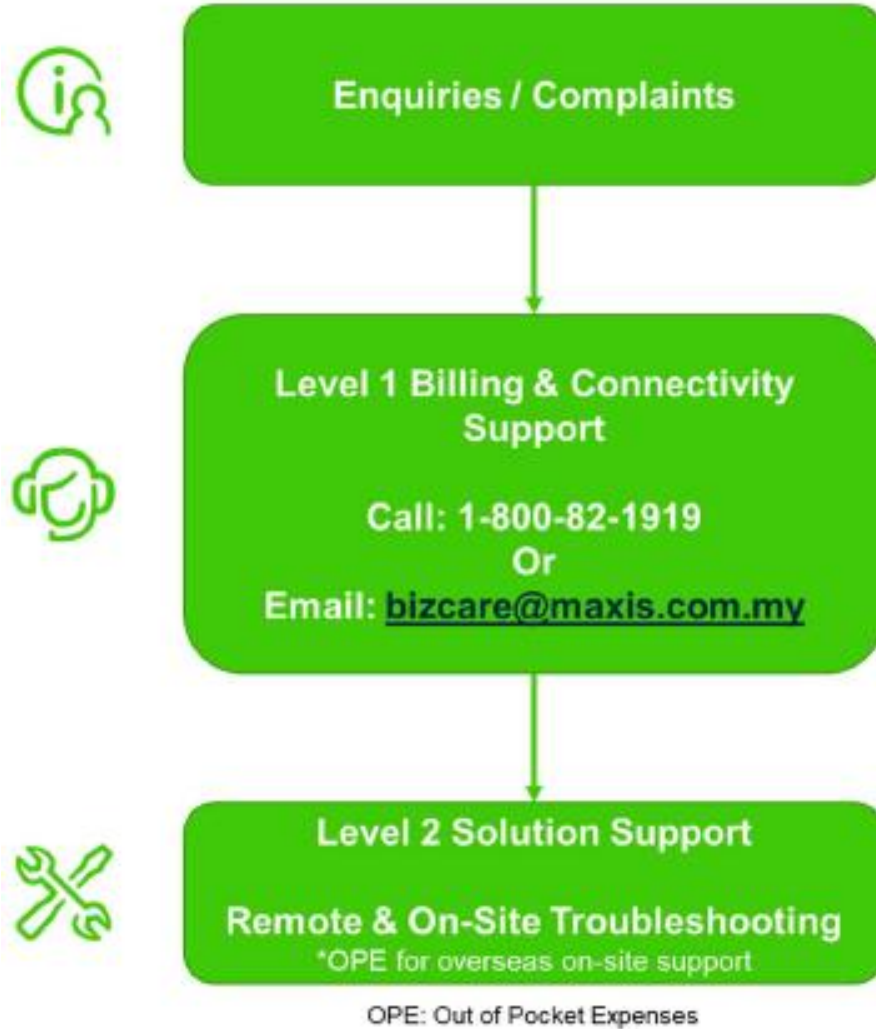 Enquiries / Complaints
Level 1 Billing & Connectivity
Support
Call: 1-800-82-1919
Or
Email: bizcare@maxis.com.my
Level 2 Solution Support
Remote & On-Site Troubleshooting
*OPE for overseas on-site support
OPE: Out of Pocket Expenses